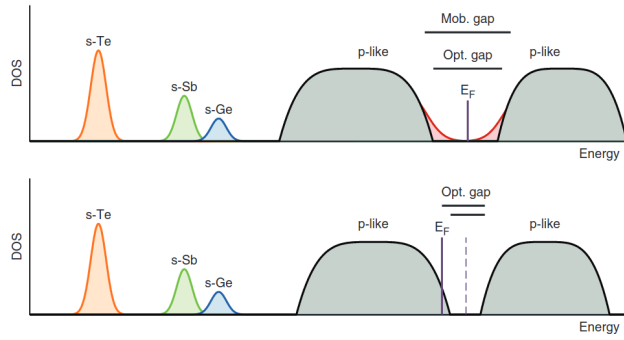 Mob. gap
s-Te
p-like
Opt. gap
p-like
s-Sb
E_F
s-Ge
DOS
Energy
Opt. gap
s-Te
p-like
E_F
p-like
s-Sb
s-Ge
DOS
Energy